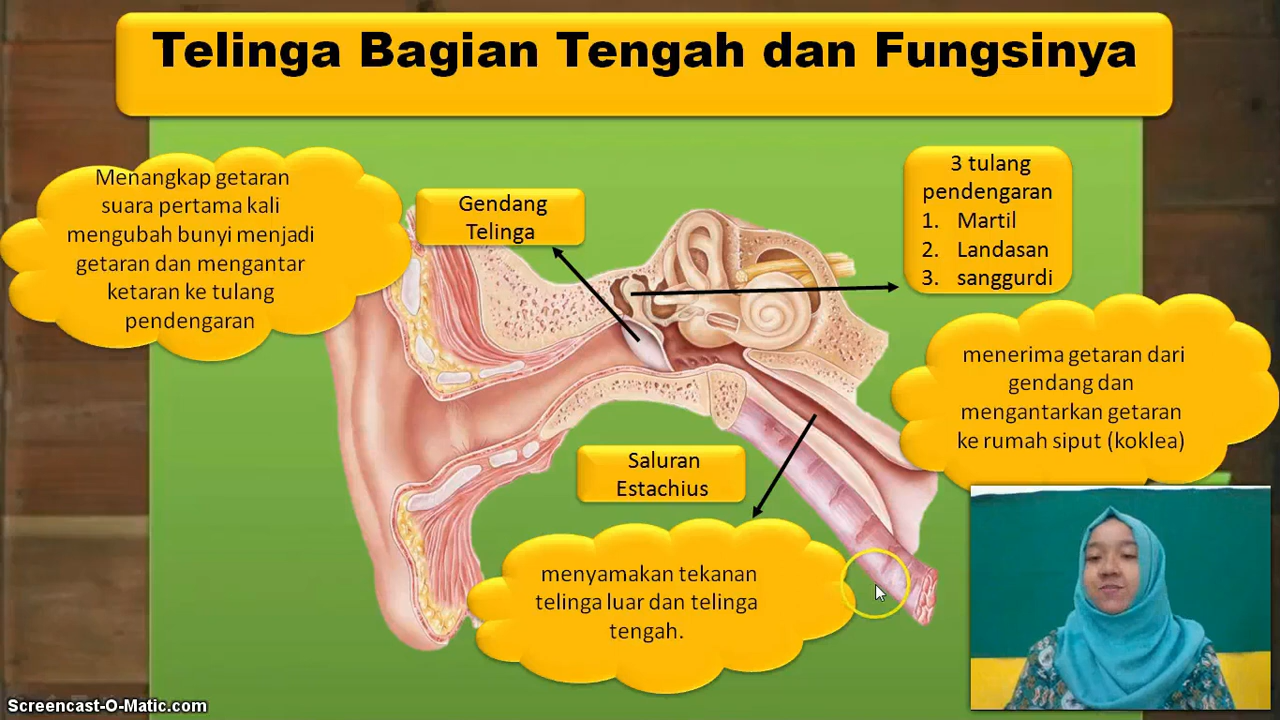 Telinga Bagian Tengah dan Fungsinya
Menangkap getaran
suara pertama kali
mengubah bunyi menjadi
getaran dan mengantar
ketaran ke tulang
pendengaran
Gendang
Telinga
3 tulang
pendengaran
1. Martil
2. Landasan
3. sanggurdi
menerima getaran dari
gendang dan
mengantarkan getaran
ke rumah siput (koklea)
Saluran
Estachius
menyamakan tekanan
telinga luar dan telinga
tengah.
Screencast-O-Matic.com